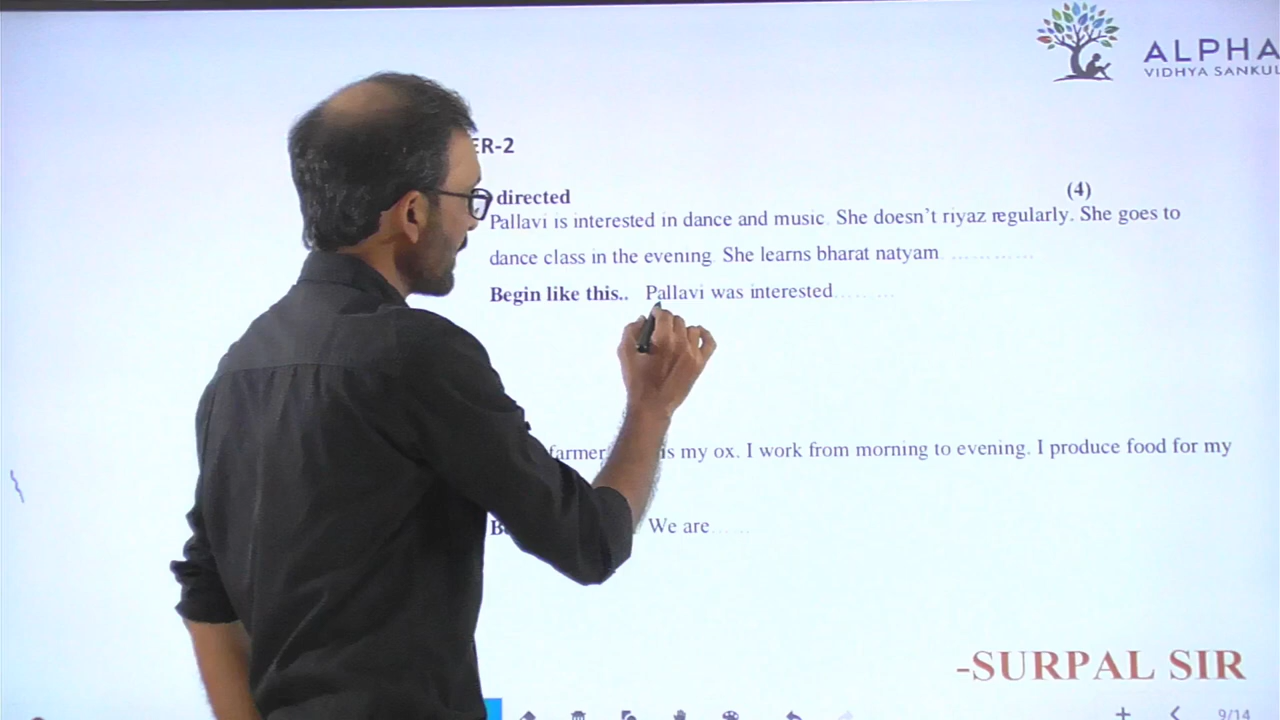 ALPHA
VIDHYA SANKUL
ER-2
directed (4)
Pallavi is interested in dance and music. She doesn't riyaz regularly. She goes to
dance class in the evening. She learns bharat natyam ..............
Begin like this.. Pallavi was interested.........
farmer is my ox. I work from morning to evening. I produce food for my
We are......
-SURPAL SIR
9/14